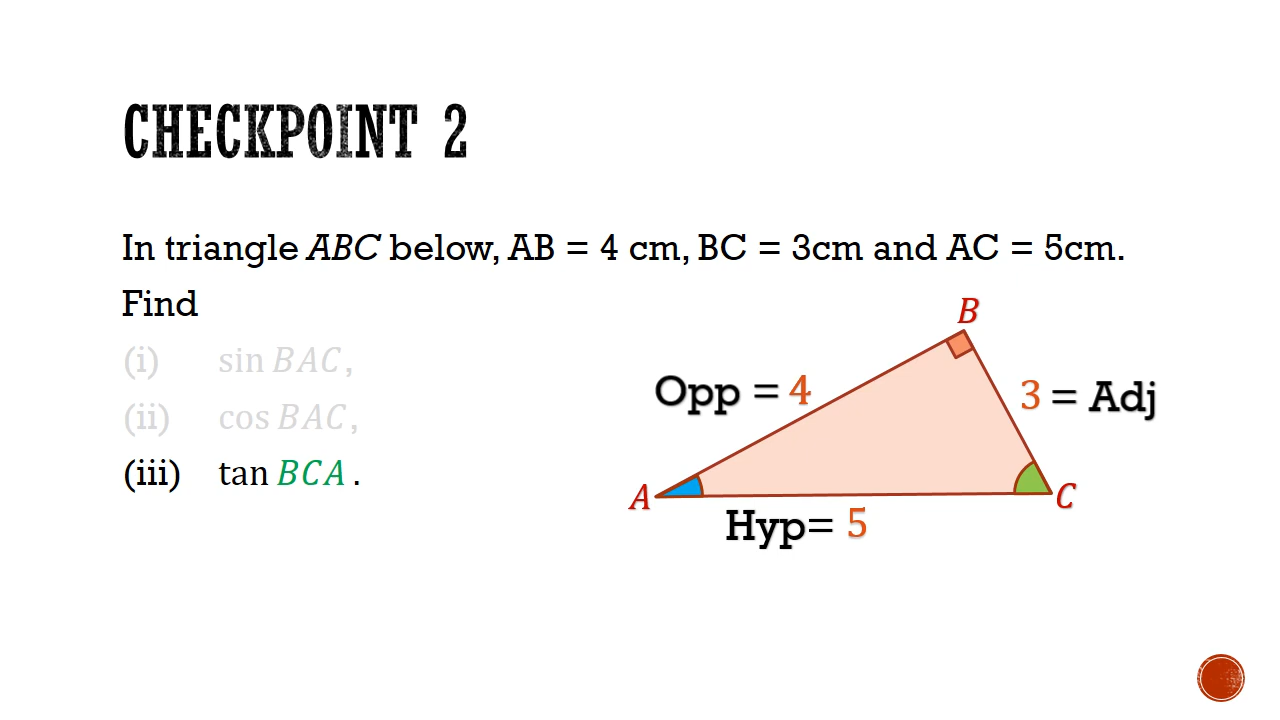 CHECKPOINT 2
In triangle ABC below, AB = 4 cm, BC = 3cm and AC = 5cm.
Find
(i) sin BAC,
(ii) cos BAC,
(iii) tan BCA.
B
Opp = 4
3 = Adj
A
C
Hyp= 5